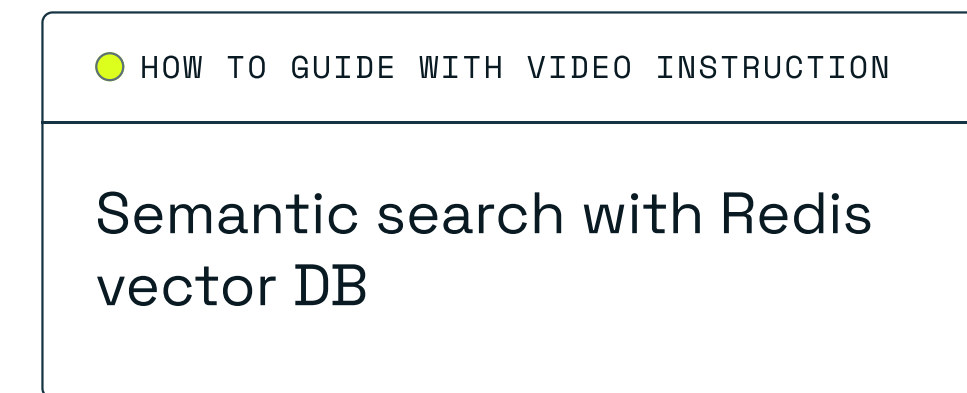 HOW TO GUIDE WITH VIDEO INSTRUCTION
Semantic search with Redis
vector DB